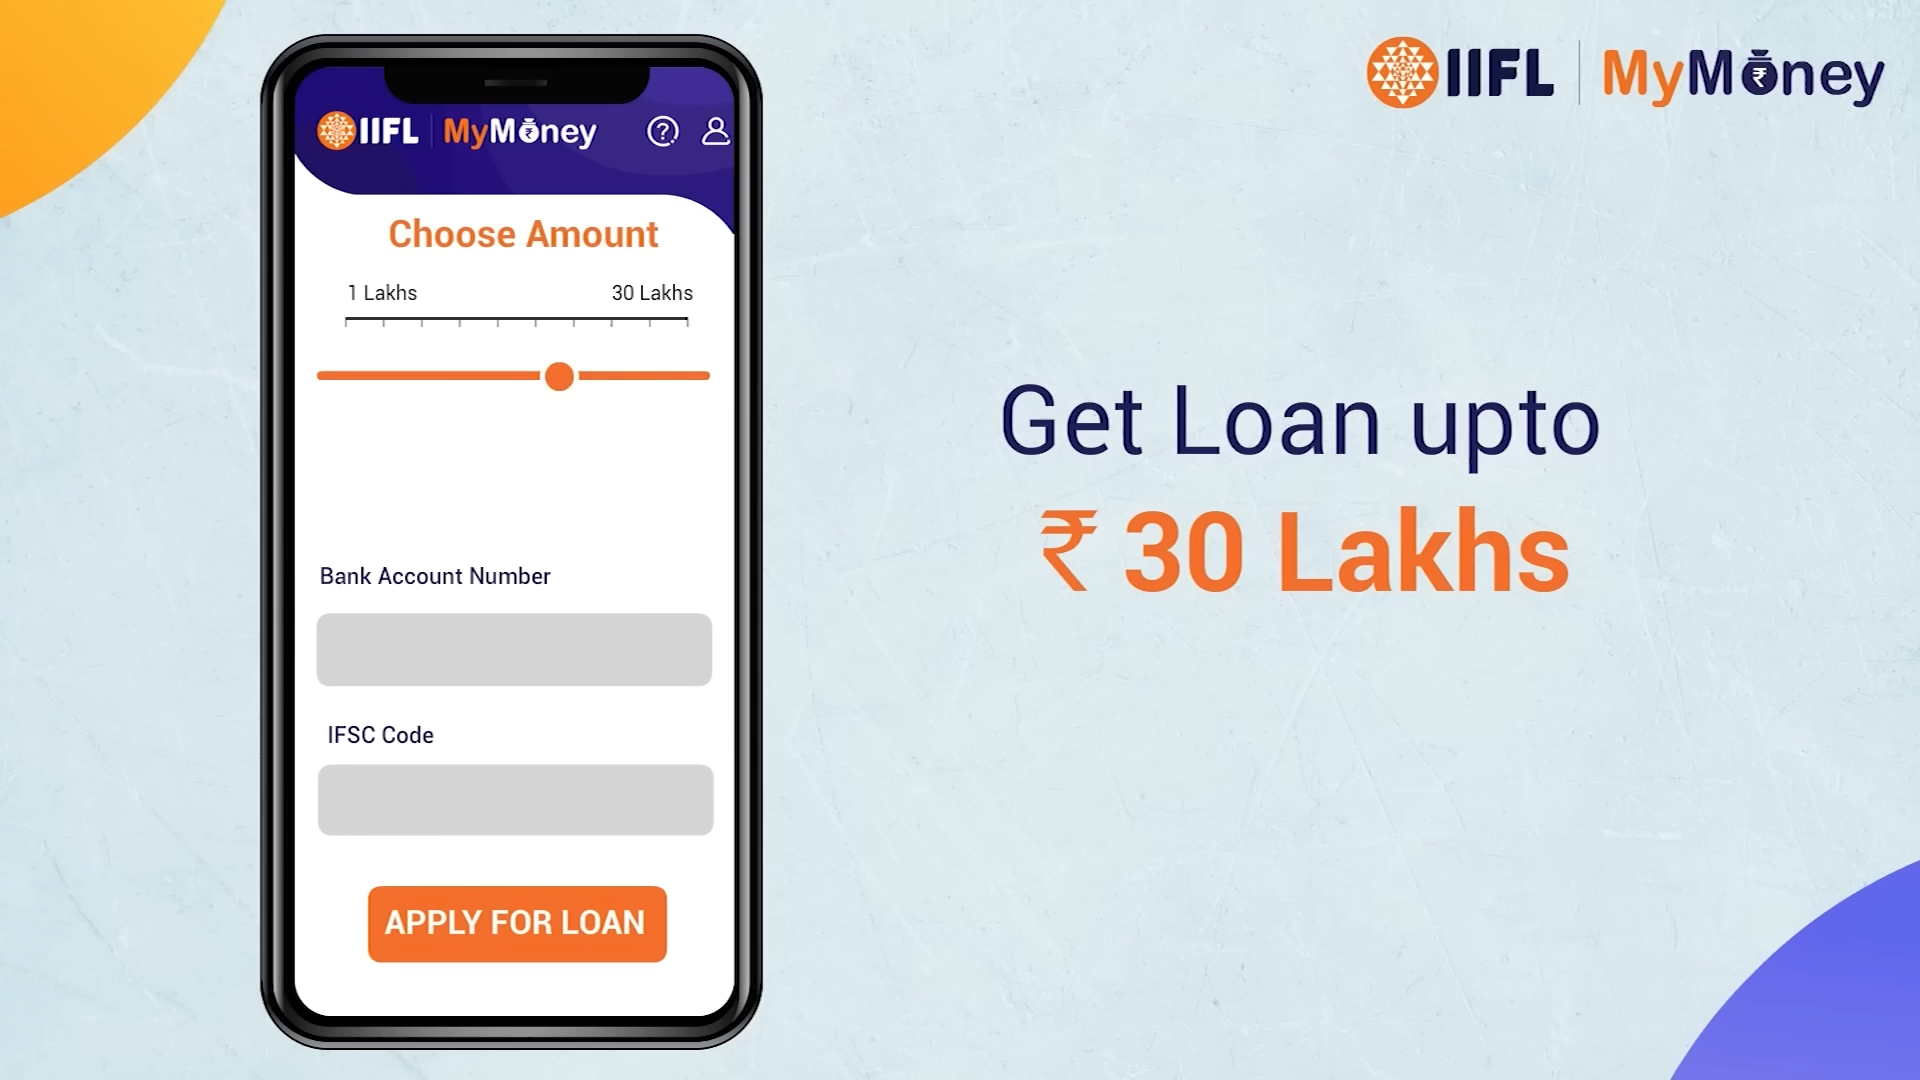 IIFL MyMoney
Choose Amount
1 Lakhs 30 Lakhs
Bank Account Number
IFSC Code
APPLY FOR LOAN
IIFL MyMoney
Get Loan upto
₹ 30 Lakhs